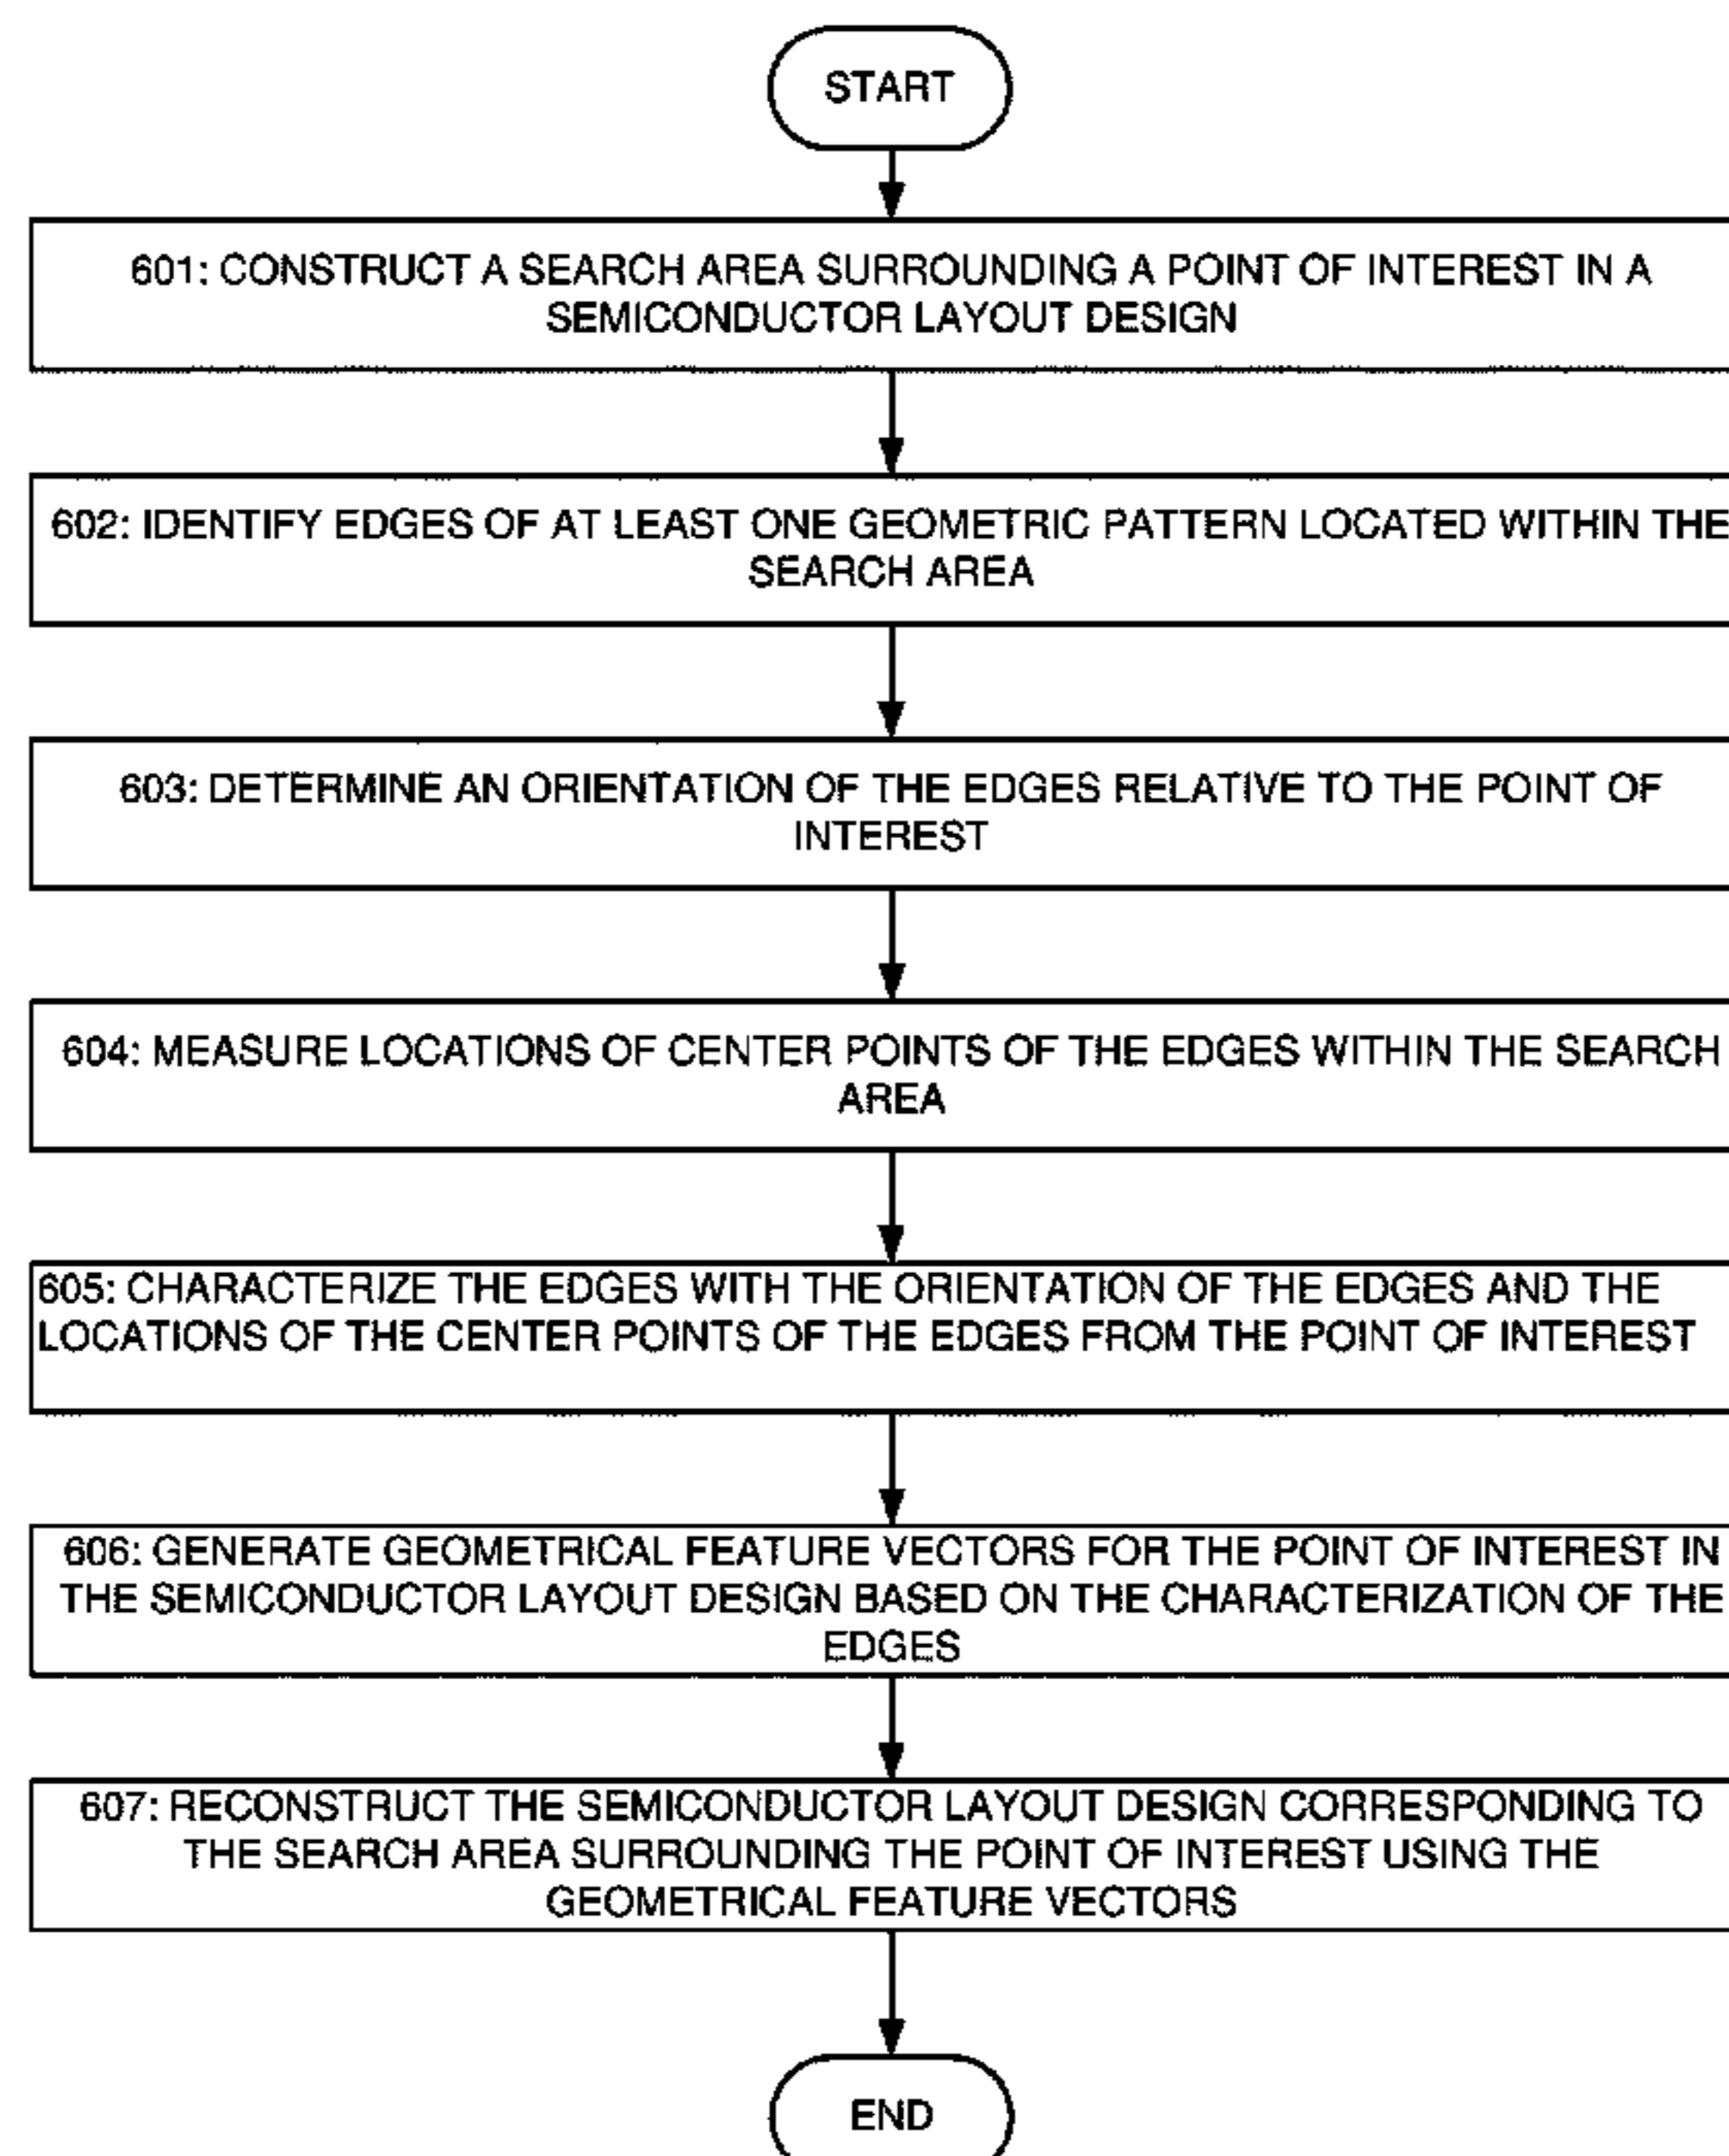 START
601: CONSTRUCT A SEARCH AREA SURROUNDING A POINT OF INTEREST IN A
SEMICONDUCTOR LAYOUT DESIGN
602: IDENTIFY EDGES OF AT LEAST ONE GEOMETRIC PATTERN LOCATED WITHIN THE
SEARCH AREA
603: DETERMINE AN ORIENTATION OF THE EDGES RELATIVE TO THE POINT OF
INTEREST
604: MEASURE LOCATIONS OF CENTER POINTS OF THE EDGES WITHIN THE SEARCH
AREA
605: CHARACTERIZE THE EDGES WITH THE ORIENTATION OF THE EDGES AND THE
LOCATIONS OF THE CENTER POINTS OF THE EDGES FROM THE POINT OF INTEREST
606: GENERATE GEOMETRICAL FEATURE VECTORS FOR THE POINT OF INTEREST IN
THE SEMICONDUCTOR LAYOUT DESIGN BASED ON THE CHARACTERIZATION OF THE
EDGES
607: RECONSTRUCT THE SEMICONDUCTOR LAYOUT DESIGN CORRESPONDING TO
THE SEARCH AREA SURROUNDING THE POINT OF INTEREST USING THE
GEOMETRICAL FEATURE VECTORS
END